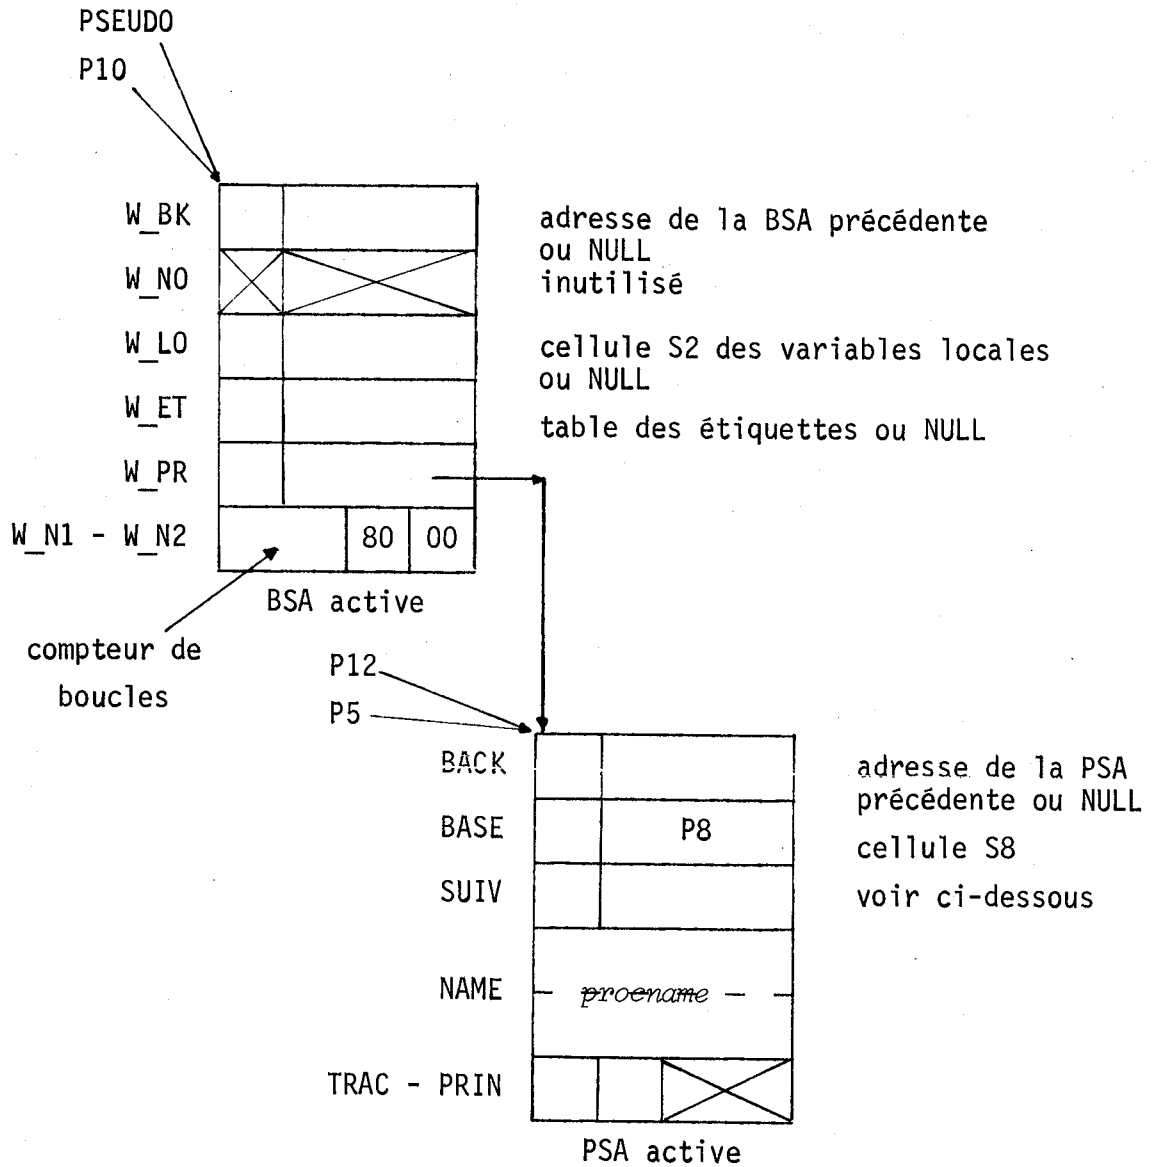 PSEUDO
P10
W_BK
adresse de la BSA précédente
ou NULL
W_NO
inutilisé
W_LO
cellule S2 des variables locales
ou NULL
W_ET
table des étiquettes ou NULL
W_PR
W_N1 - W_N2
80
00
BSA active
compteur de
boucles
P12
P5
BACK
adresse de la PSA
précédente ou NULL
BASE
P8
cellule S8
SUIV
voir ci-dessous
NAME
procname
TRAC - PRIN
PSA active